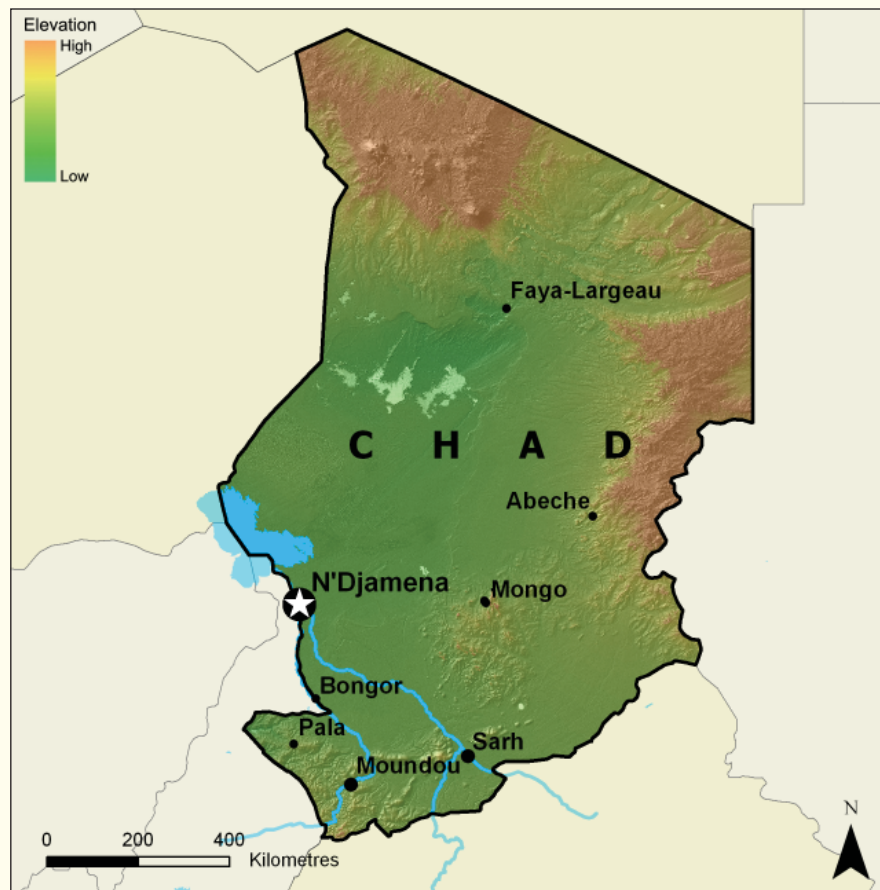 Elevation
High
Low
Faya-Largeau
C H A D
Abeche
N'Djamena
Mongo
Bongor
Pala
Sarh
Moundou
N
0 200 400
Kilometres